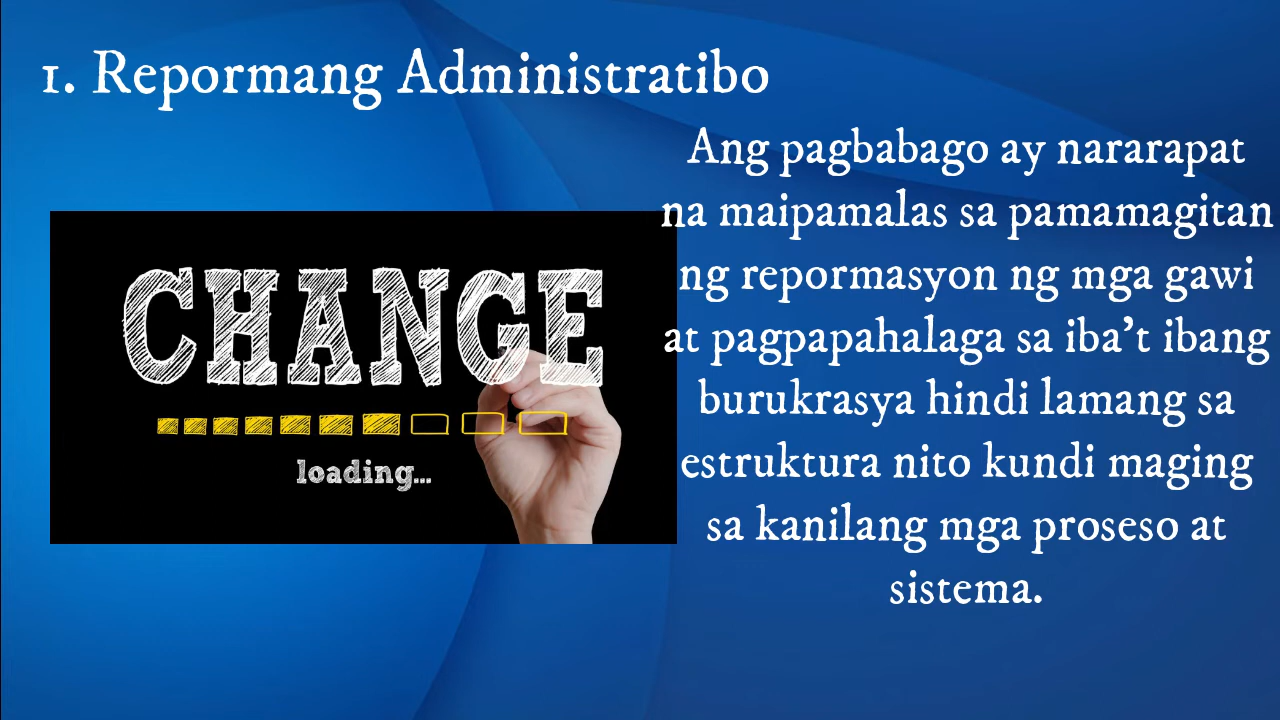 1. Repormang Administratibo
Ang pagbabago ay nararapat
na maipamalas sa pamamagitan
ng repormasyon ng mga gawi
at pagpapahalaga sa iba’t ibang
burukrasya hindi lamang sa
estruktura nito kundi maging
sa kanilang mga proseso at
sistema.
CHANGE
loading...